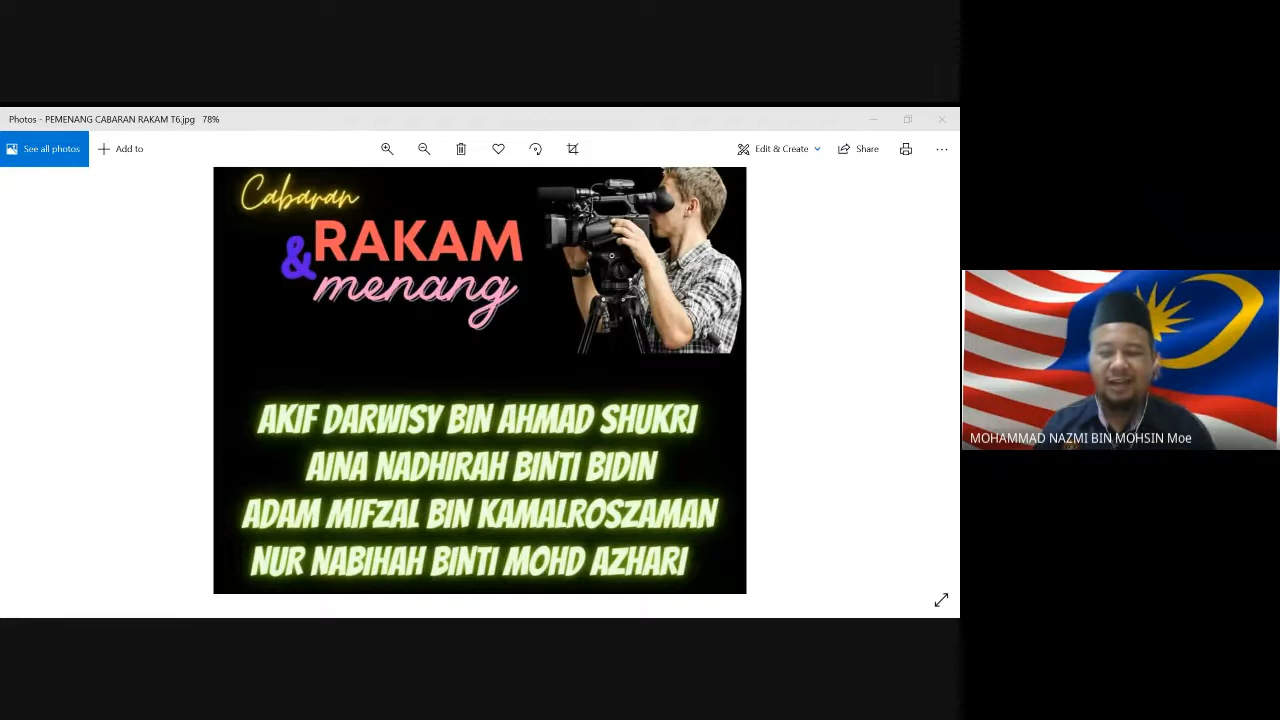 Photos - PEMENANG CABARAN RAKAM T6.jpg 78%
See all photos
Add to
Edit & Create
Share
Cabaran
RAKAM
& menang
AKIF DARWISY BIN AHMAD SHUKRI
AINA NADHIRAH BINTI BIDIN
ADAM MIFZAL BIN KAMALROSZAMAN
NUR NABIHAH BINTI MOHD AZHARI
MOHAMMAD NAZMI BIN MOHSIN Moe